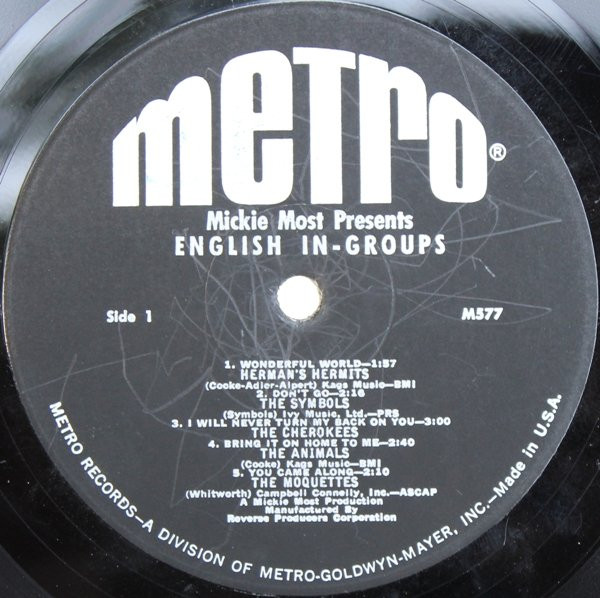 metro®
Mickie Most Presents
ENGLISH IN-GROUPS
Side 1
M577
1. WONDERFUL WORLD—1:57
HERMAN'S HERMITS
(Cooke-Adler-Alpert) Kags Music—BMI
2. DON'T GO—2:16
THE SYMBOLS
(Symbols) Ivy Music, Ltd.—PRS
3. I WILL NEVER TURN MY BACK ON YOU—3:00
THE CHEROKEES
4. BRING IT ON HOME TO ME—2:40
THE ANIMALS
(Cooke) Kags Music—BMI
5. YOU CAME ALONG—2:10
THE MOQUETTES
(Whitworth) Campbell Connelly, Inc.—ASCAP
A Mickie Most Production
Manufactured By
Reverse Producers Corporation
METRO RECORDS—A DIVISION OF METRO-GOLDWYN-MAYER, INC.—Made in U.S.A.